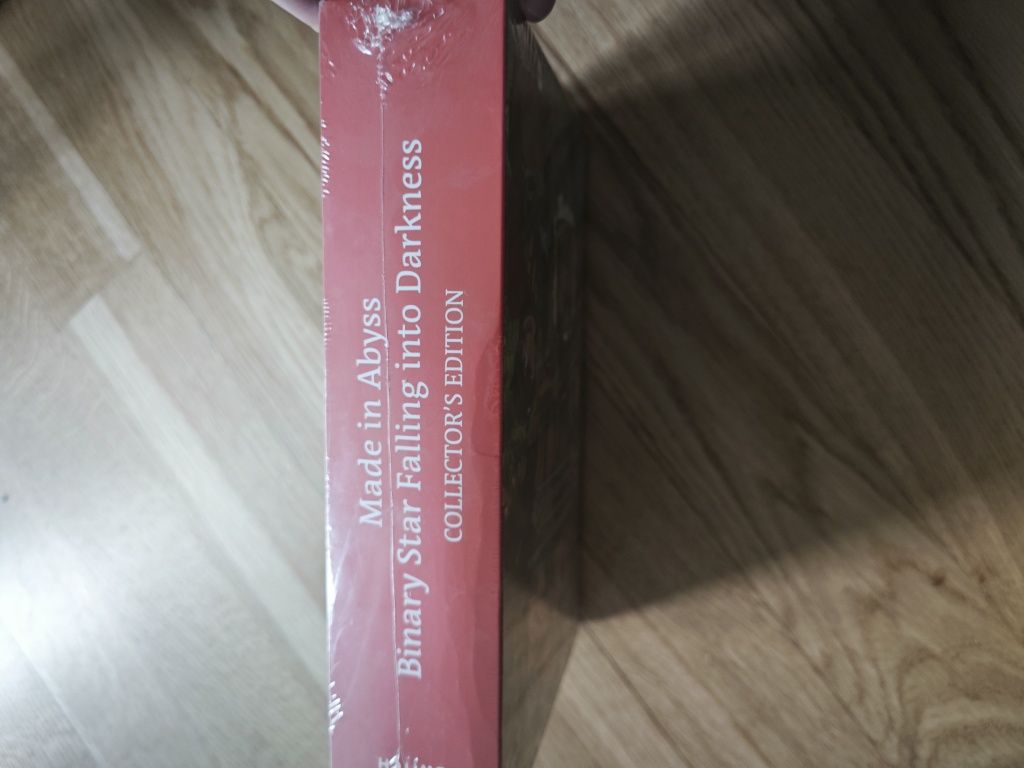 Made in Abyss
Binary Star Falling into Darkness
COLLECTOR'S EDITION